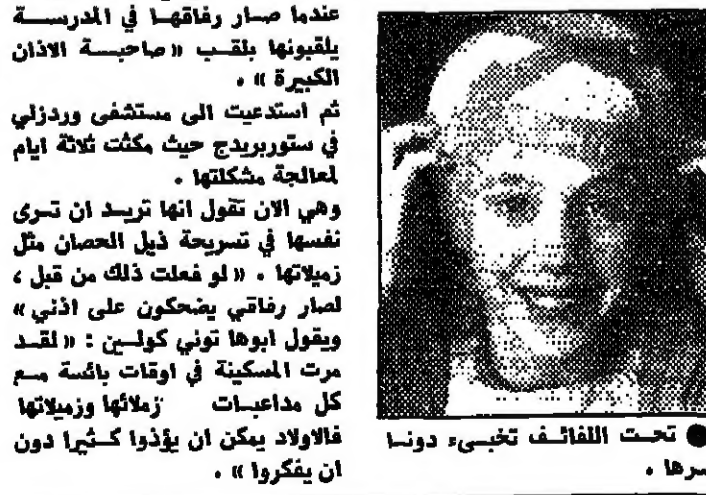 عندما صار رفاقها في المدرسة
يلقبونها بلقب « صاحبة الاذان
الكبيرة » .
ثم استدعيت الى مستشفى وردزلي
في ستوربريدج حيث مكثت ثلاثة ايام
لمعالجة مشكلتها .
وهي الان تقول انها تريد ان ترى
نفسها في تسريحة ذيل الحصان مثل
زميلاتها . « لو فعلت ذلك من قبل ،
لصار رفاقي يضحكون على اذني »
ويقول ابوها توني كولين : « لقد
مرت المسكينة في اوقات بائسة مع
كل مداعبات زملائها وزميلاتها
فالاولاد يمكن ان يؤذوا كثيرا دون
ان يفكروا » .
● تحت اللفائف تخبىء دونا
سرها .